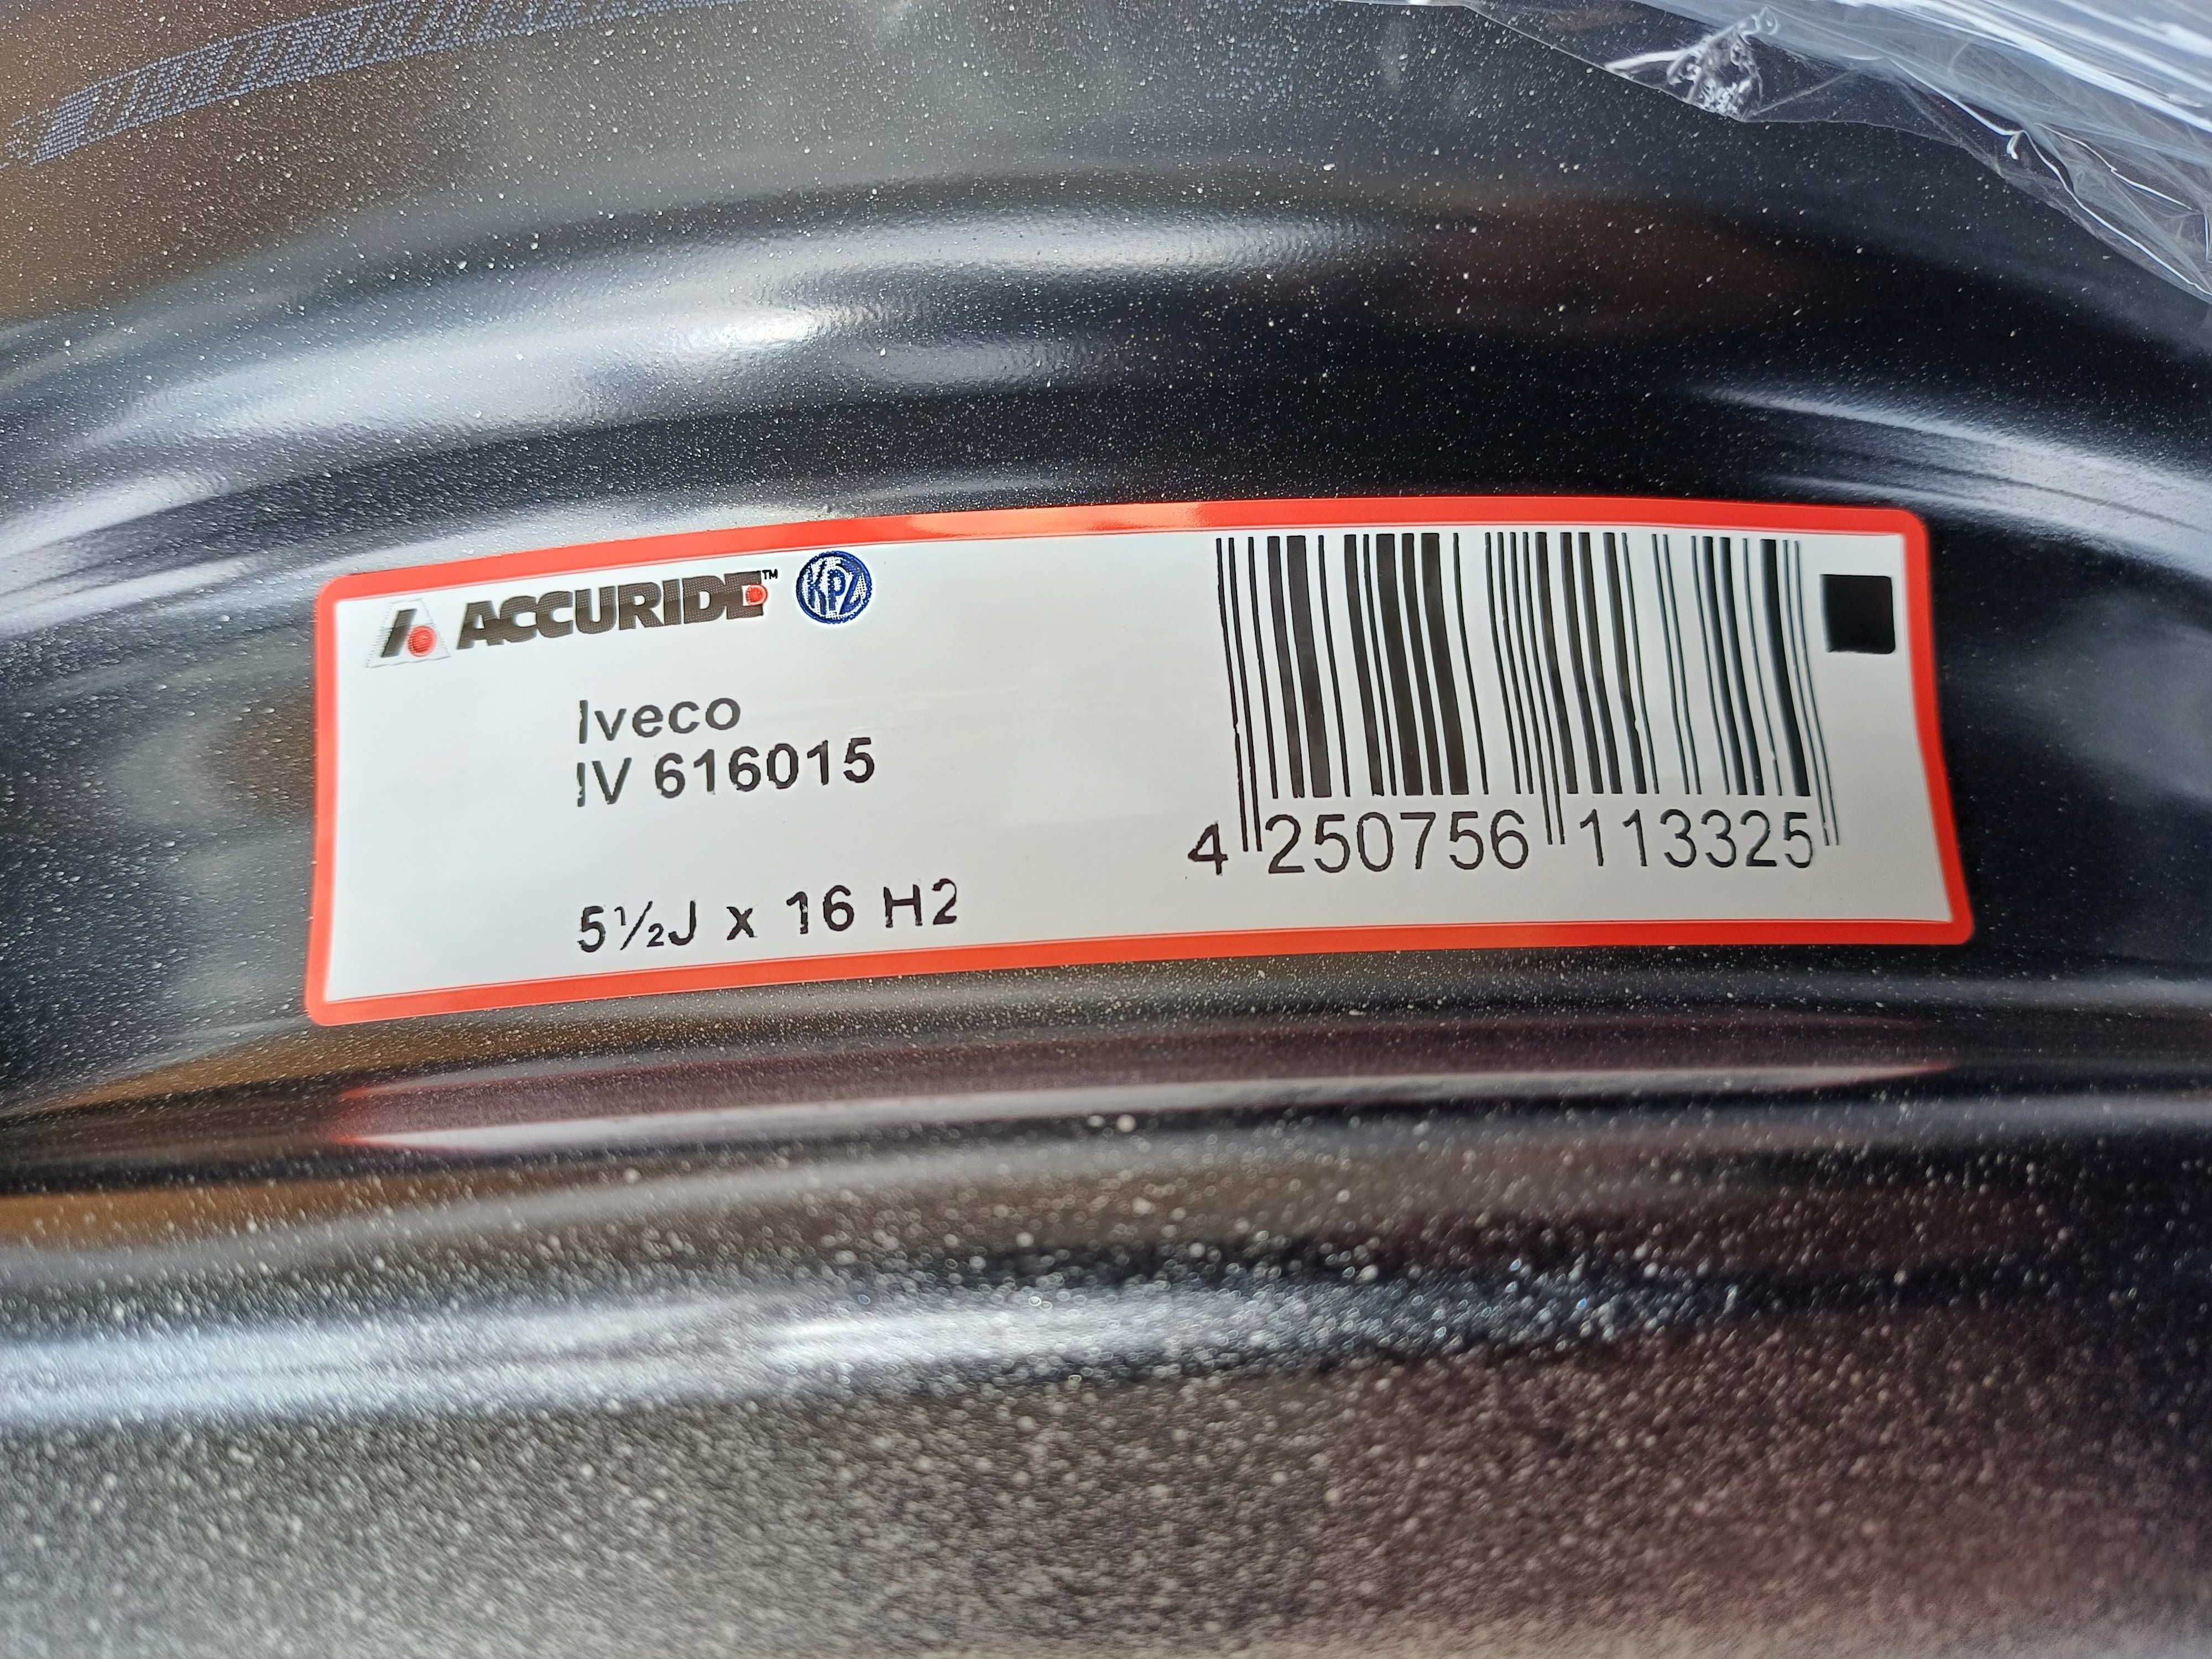 ACCURIDE™ KPZ
Iveco
IV 616015
5½J x 16 H2
4 250756 113325